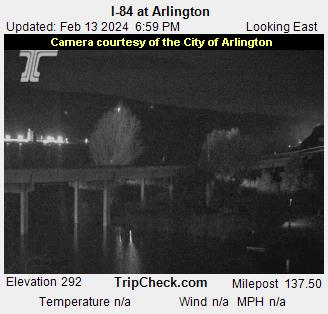 I-84 at Arlington
Updated: Feb 13 2024 6:59 PM Looking East
Camera courtesy of the City of Arlington
Elevation 292 TripCheck.com Milepost 137.50
Temperature n/a Wind n/a MPH n/a